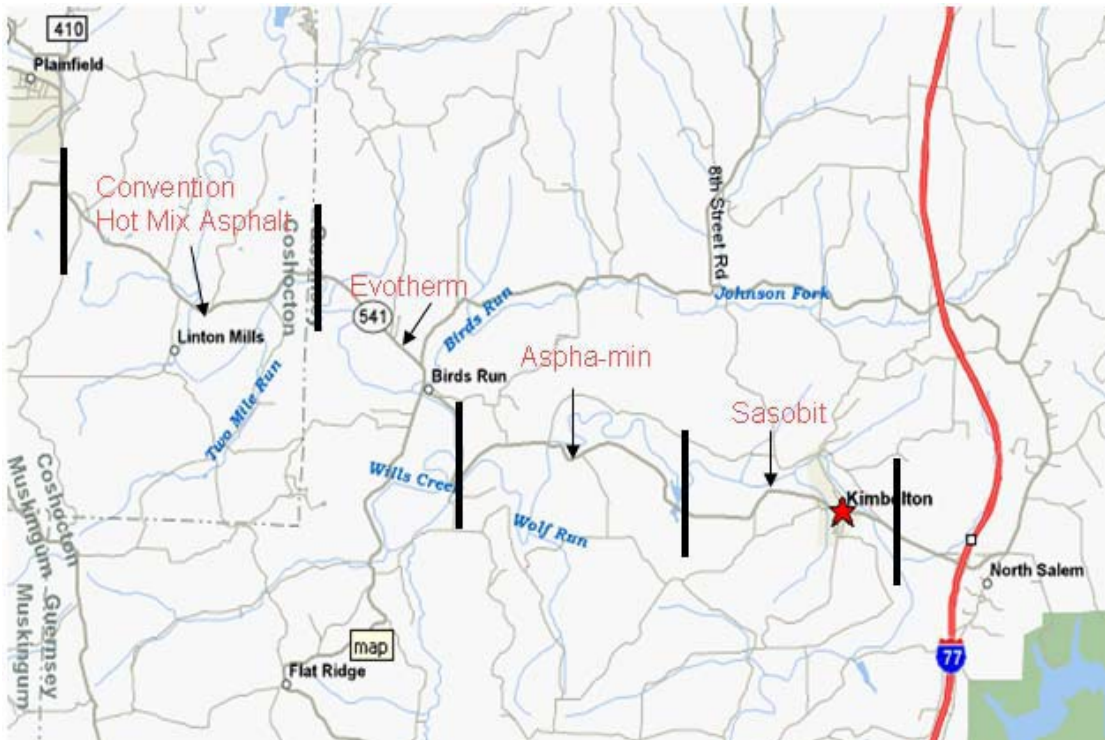 410
Plainfield
Convention
Hot Mix Asphalt
Coshocton
Guernsey
8th Street Rd
Evotherm
541
Birds Run
Johnson Fork
Linton Mills
Aspha-min
Birds Run
Two Mile Run
Sasobit
Wills Creek
Wolf Run
Kimbelton
Coshocton
Muskingum
Guernsey
Muskingum
North Salem
map
Flat Ridge
77